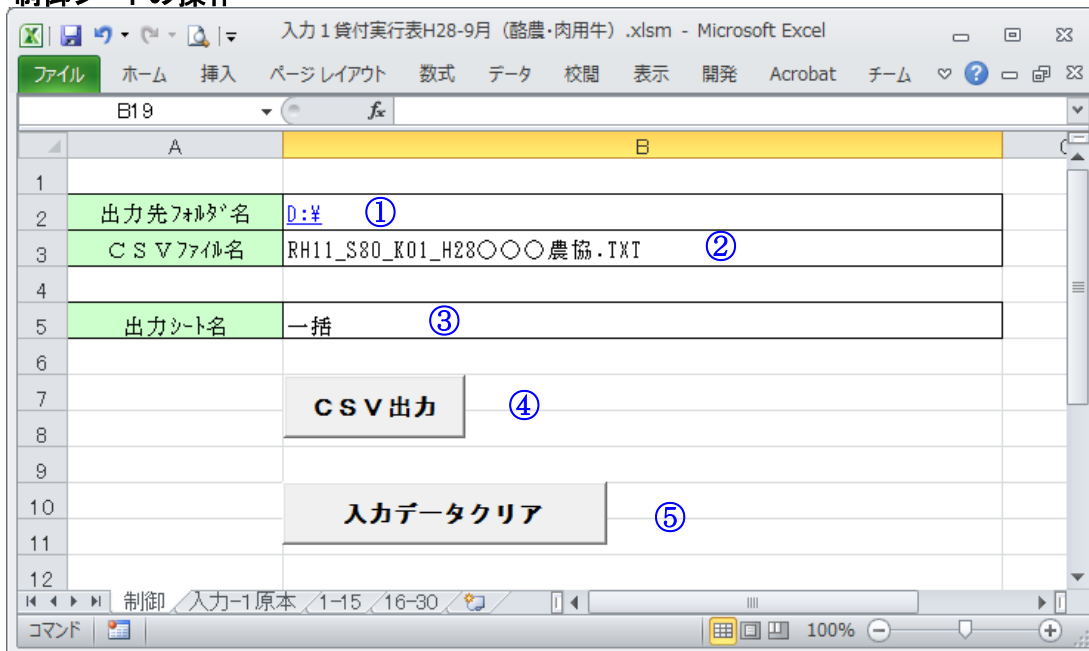 入力1貸付実行表H28-9月（酪農・肉用牛）.xlsm - Microsoft Excel
ファイル ホーム 挿入 ページ レイアウト 数式 データ 校閲 表示 開発 Acrobat チーム
B19 fx
A B
1
2 出力先ﾌｫﾙﾀﾞ名 D:¥ ①
3 ＣＳＶﾌｧｲﾙ名 RH11_S80_K01_H28○○○農協.TXT ②
4
5 出力ｼｰﾄ名 一括 ③
6
7 ＣＳＶ出力 ④
8
9
10 入力データクリア ⑤
11
12
制御 入力-1原本 1-15 16-30
コマンド 100%